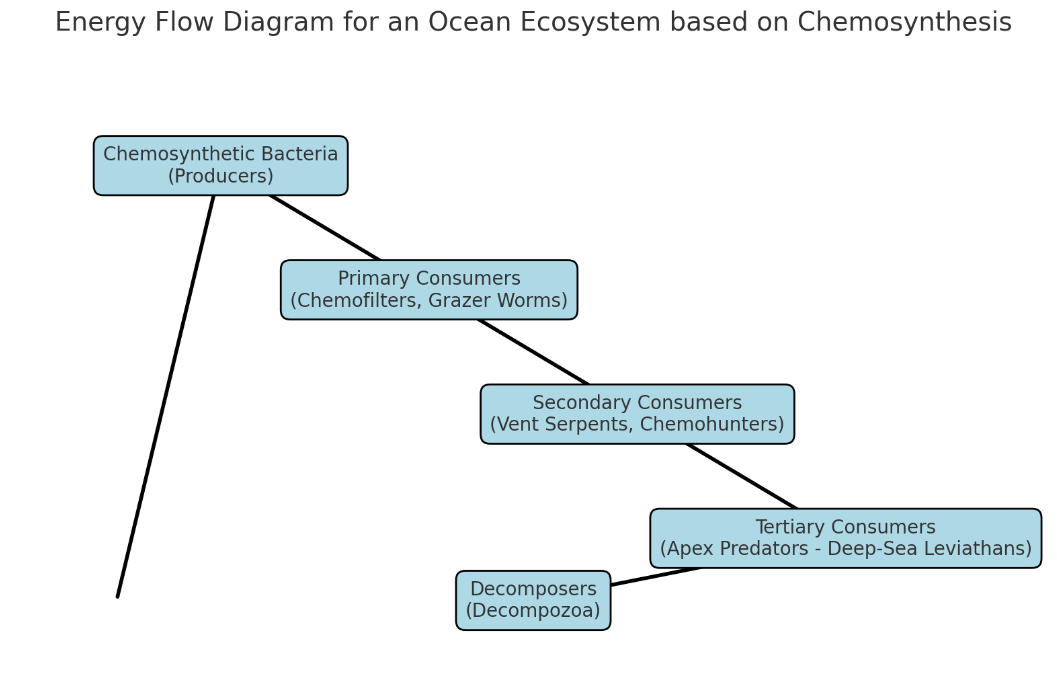 Energy Flow Diagram for an Ocean Ecosystem based on Chemosynthesis
Chemosynthetic Bacteria
(Producers)
Primary Consumers
(Chemofilters, Grazer Worms)
Secondary Consumers
(Vent Serpents, Chemohunters)
Tertiary Consumers
(Apex Predators - Deep-Sea Leviathans)
Decomposers
(Decompozoa)